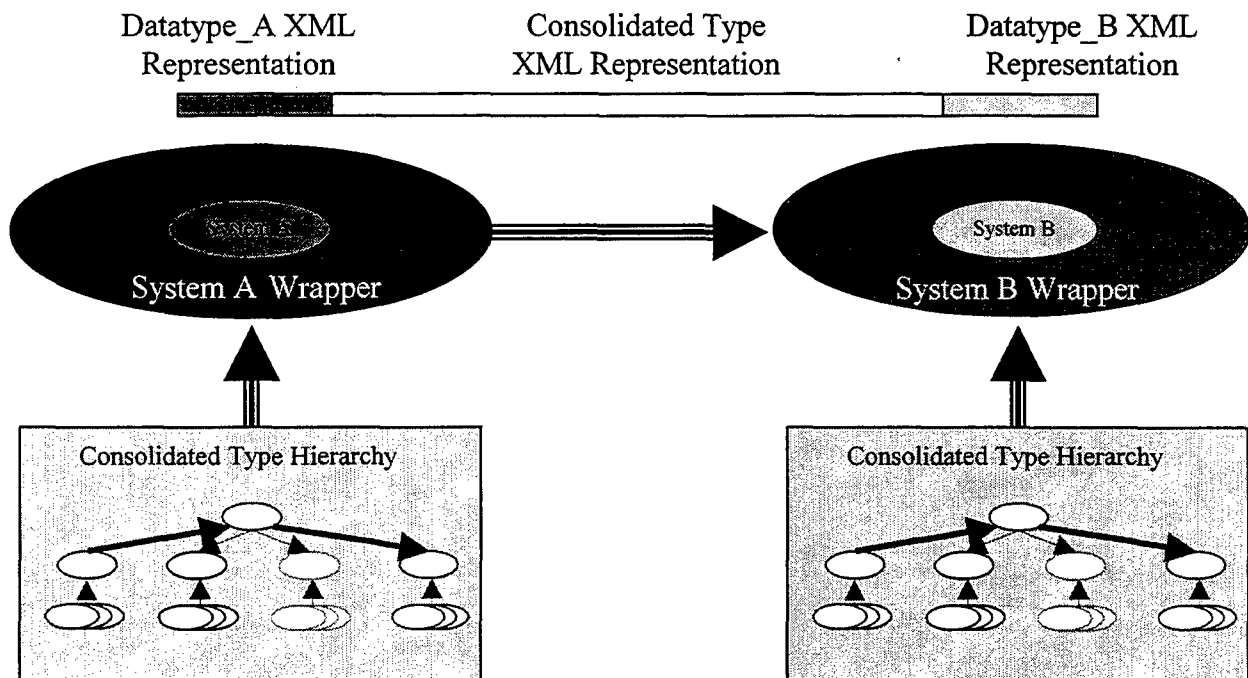 Datatype_A XML
Representation
Consolidated Type
XML Representation
Datatype_B XML
Representation
System A
System B
System A Wrapper
System B Wrapper
Consolidated Type Hierarchy
Consolidated Type Hierarchy